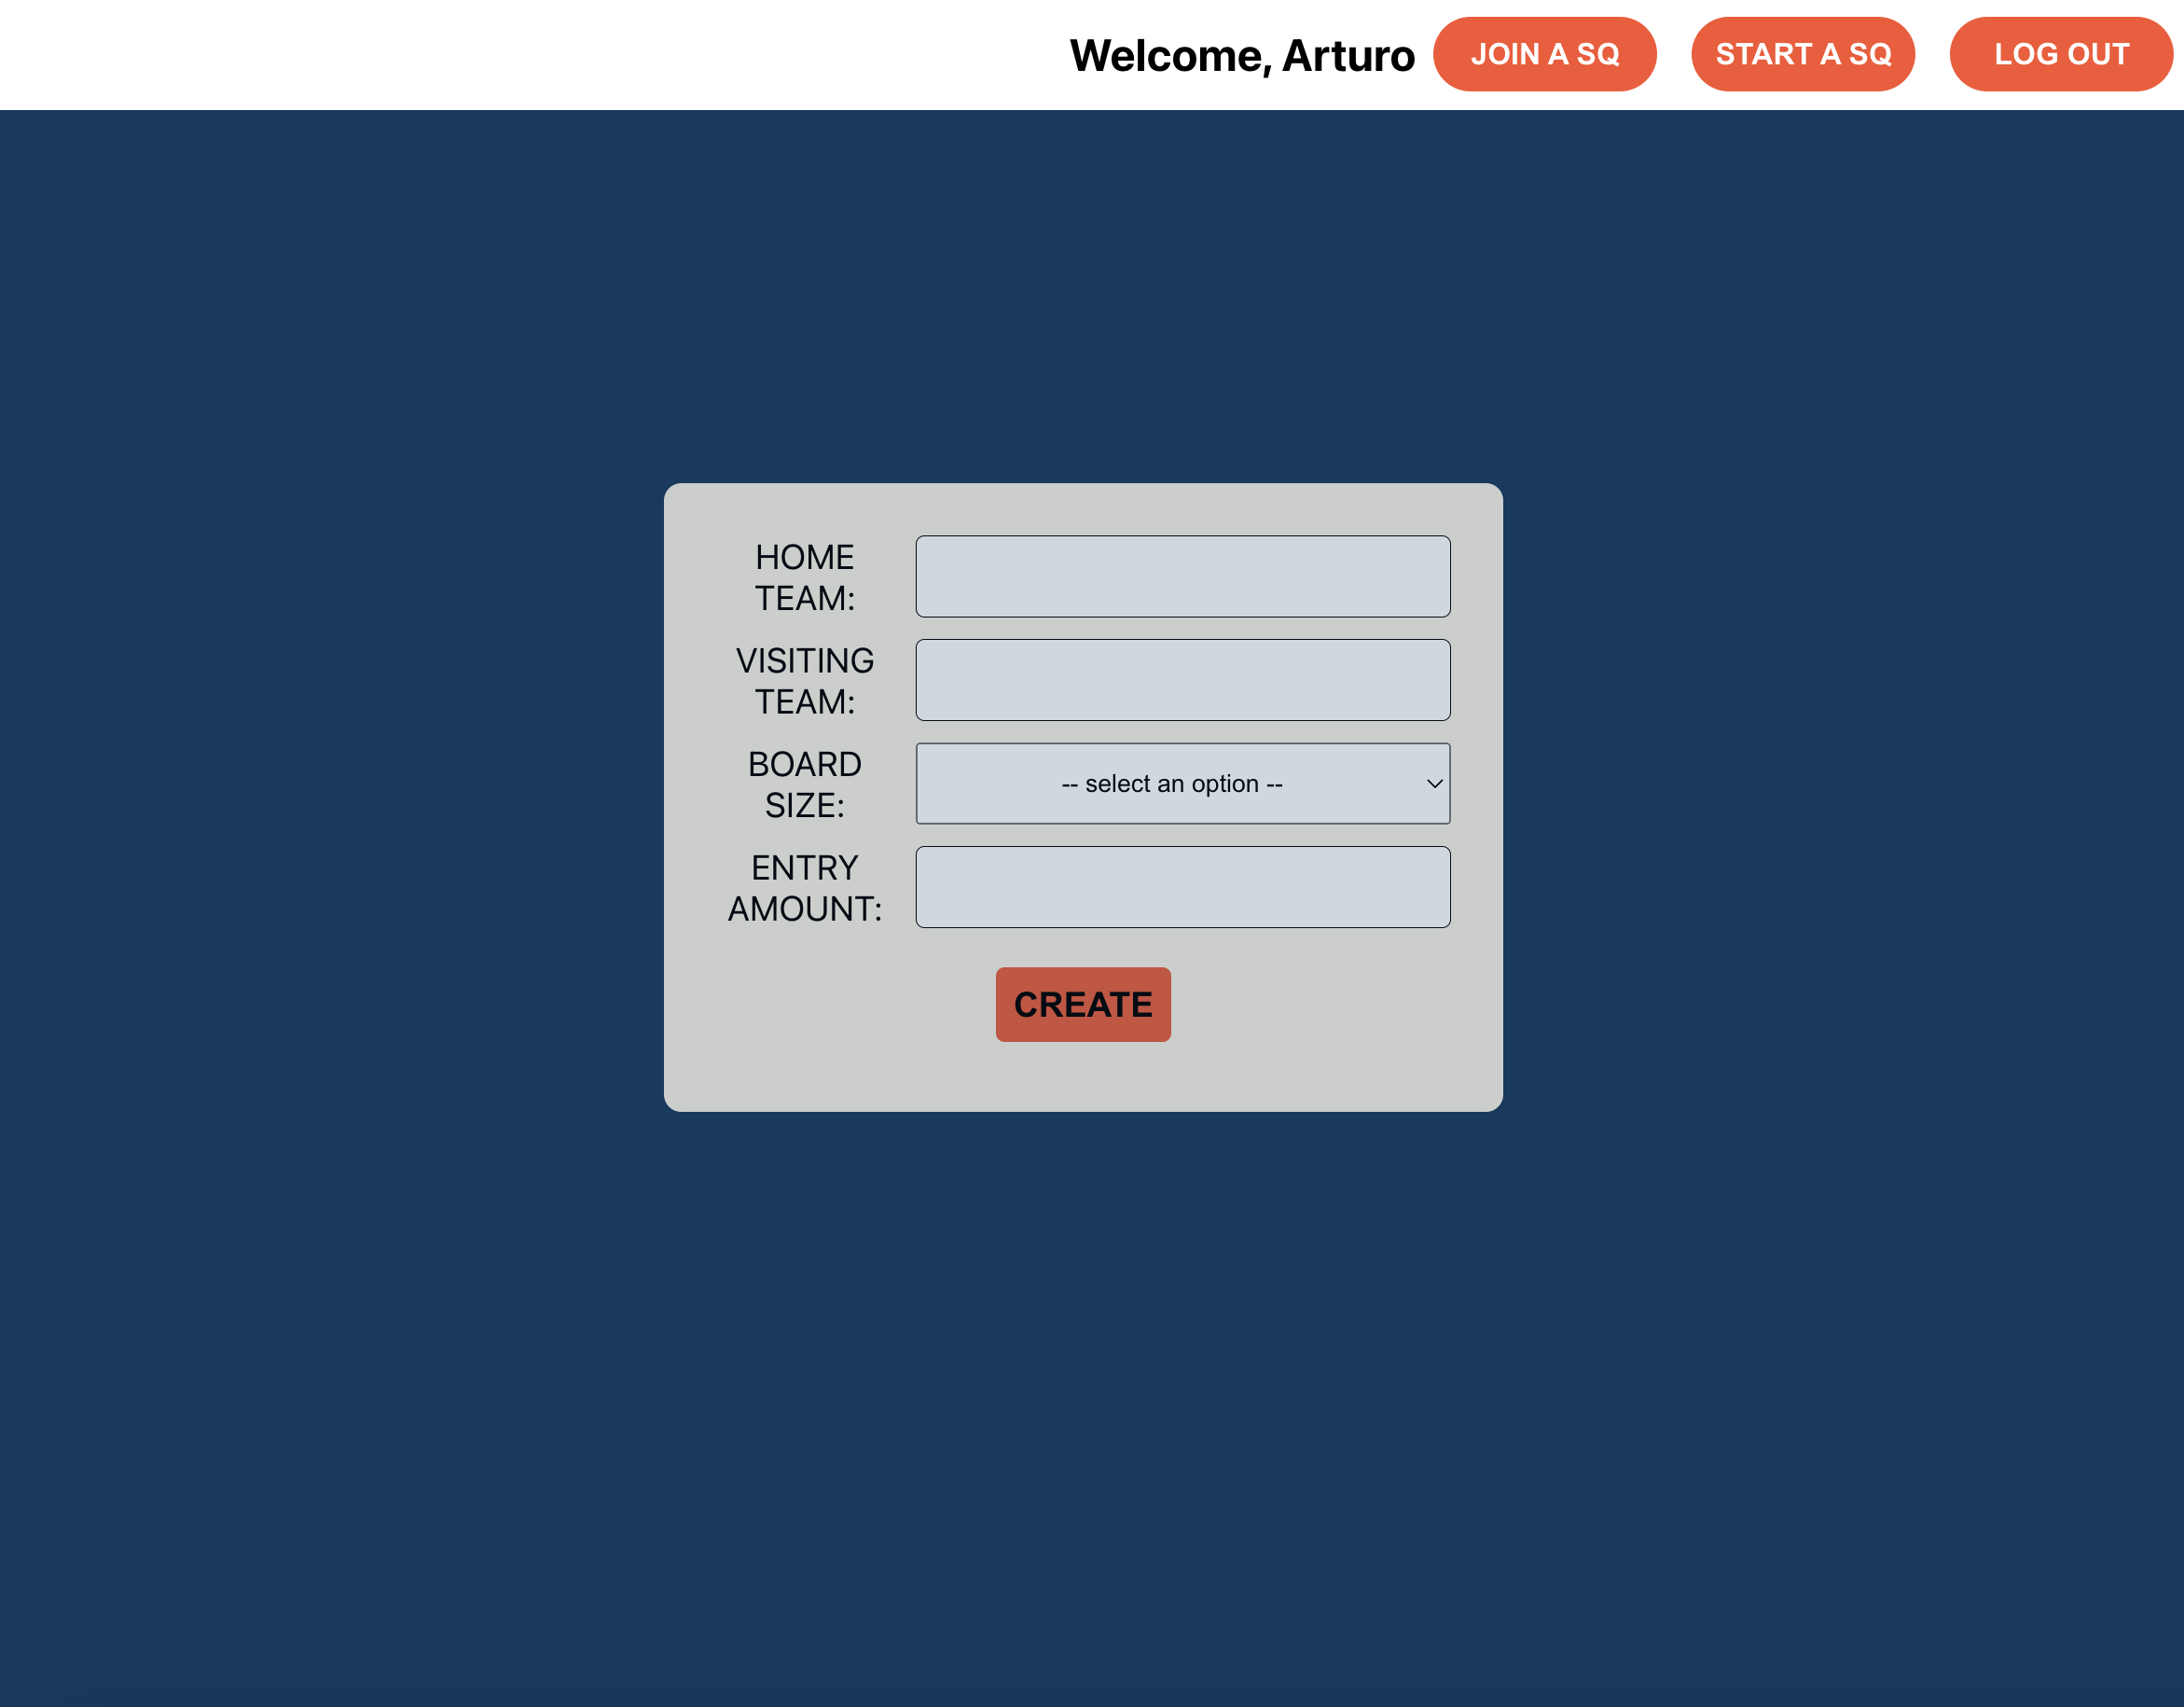 Welcome, Arturo
JOIN A SQ
START A SQ
LOG OUT
HOME
TEAM:
VISITING
TEAM:
BOARD
SIZE:
-- select an option --
ENTRY
AMOUNT:
CREATE